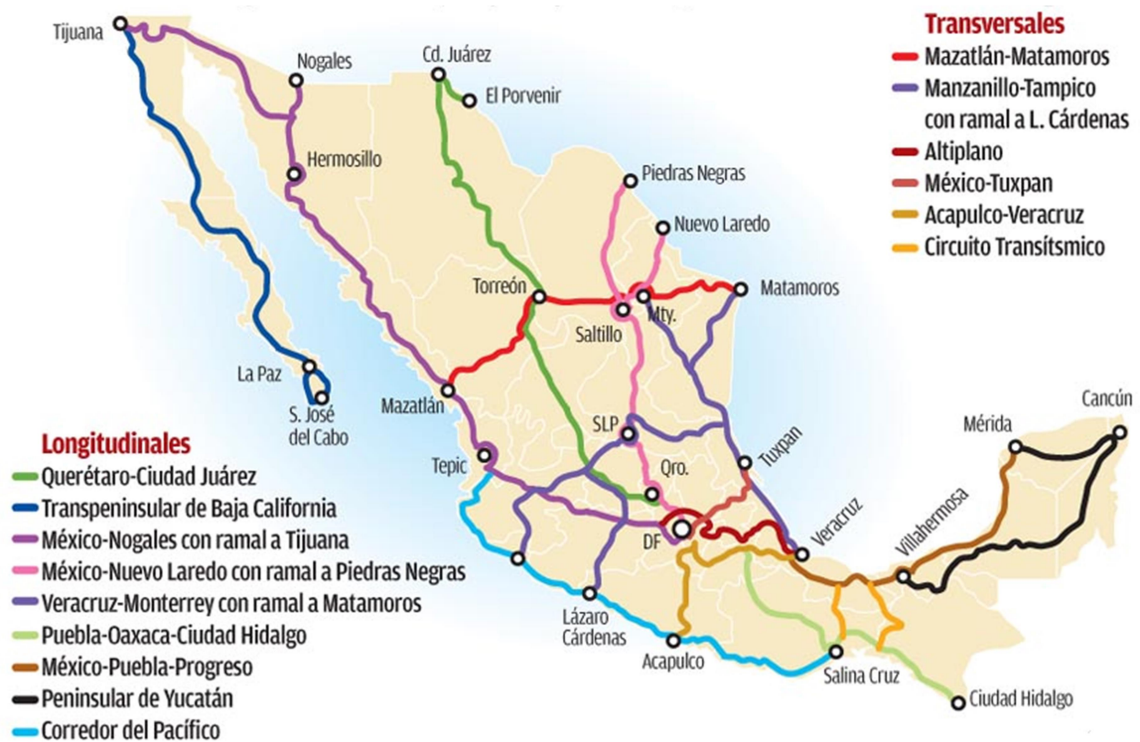 Tijuana
Nogales
Cd. Juárez
El Porvenir
Hermosillo
Piedras Negras
Nuevo Laredo
Torreón
Matamoros
Mty.
Saltillo
La Paz
S. José
del Cabo
Mazatlán
SLP
Tepic
Qro.
Tuxpan
DF
Veracruz
Villahermosa
Mérida
Cancún
Lázaro
Cárdenas
Acapulco
Salina Cruz
Ciudad Hidalgo
Transversales
Mazatlán-Matamoros
Manzanillo-Tampico
con ramal a L. Cárdenas
Altiplano
México-Tuxpan
Acapulco-Veracruz
Circuito Transítsmico
Longitudinales
Querétaro-Ciudad Juárez
Transpeninsular de Baja California
México-Nogales con ramal a Tijuana
México-Nuevo Laredo con ramal a Piedras Negras
Veracruz-Monterrey con ramal a Matamoros
Puebla-Oaxaca-Ciudad Hidalgo
México-Puebla-Progreso
Peninsular de Yucatán
Corredor del Pacífico